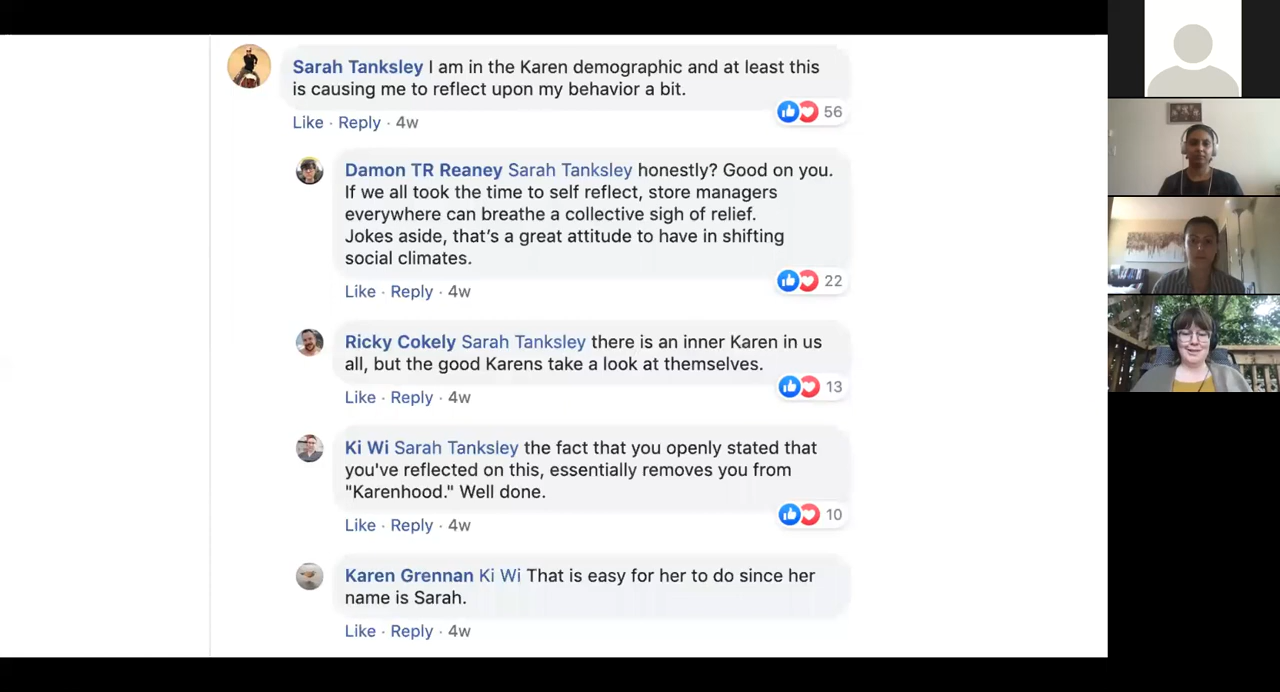 Sarah Tanksley I am in the Karen demographic and at least this
is causing me to reflect upon my behavior a bit.
56
Like · Reply · 4w
Damon TR Reaney Sarah Tanksley honestly? Good on you.
If we all took the time to self reflect, store managers
everywhere can breathe a collective sigh of relief.
Jokes aside, that's a great attitude to have in shifting
social climates.
22
Like · Reply · 4w
Ricky Cokely Sarah Tanksley there is an inner Karen in us
all, but the good Karens take a look at themselves.
13
Like · Reply · 4w
Ki Wi Sarah Tanksley the fact that you openly stated that
you've reflected on this, essentially removes you from
"Karenhood." Well done.
10
Like · Reply · 4w
Karen Grennan Ki Wi That is easy for her to do since her
name is Sarah.
Like · Reply · 4w